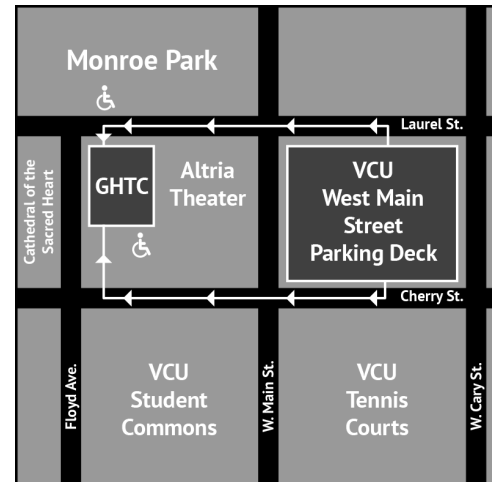 Monroe Park
Laurel St.
Cathedral of the
Sacred Heart
GHTC
Altria
Theater
VCU
West Main
Street
Parking Deck
Cherry St.
Floyd Ave.
VCU
Student
Commons
W. Main St.
VCU
Tennis
Courts
W. Cary St.